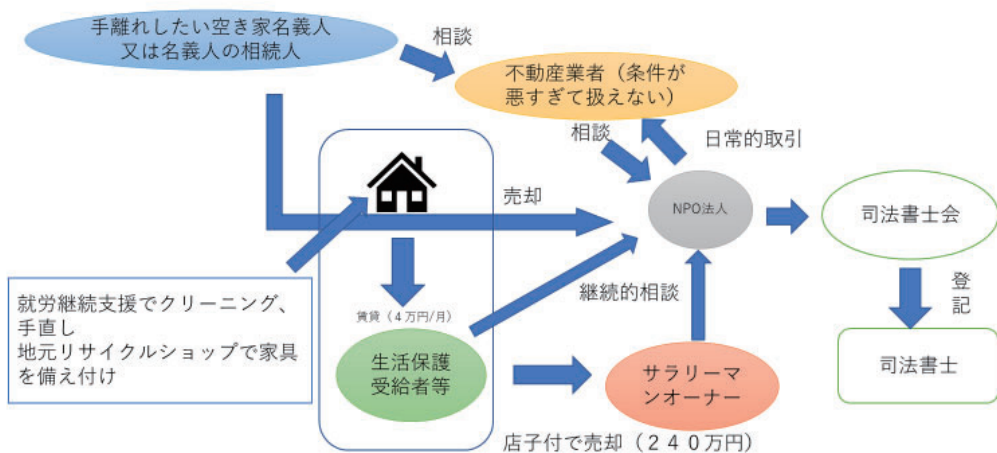 手離れしたい空き家名義人
又は名義人の相続人
相談
不動産業者（条件が
悪すぎて扱えない）
相談
日常的取引
売却
NPO法人
司法書士会
就労継続支援でクリーニング、
手直し
地元リサイクルショップで家具
を備え付け
賃貸（４万円/月）
継続的相談
登
記
生活保護
受給者等
サラリーマ
ンオーナー
司法書士
店子付で売却（２４０万円）